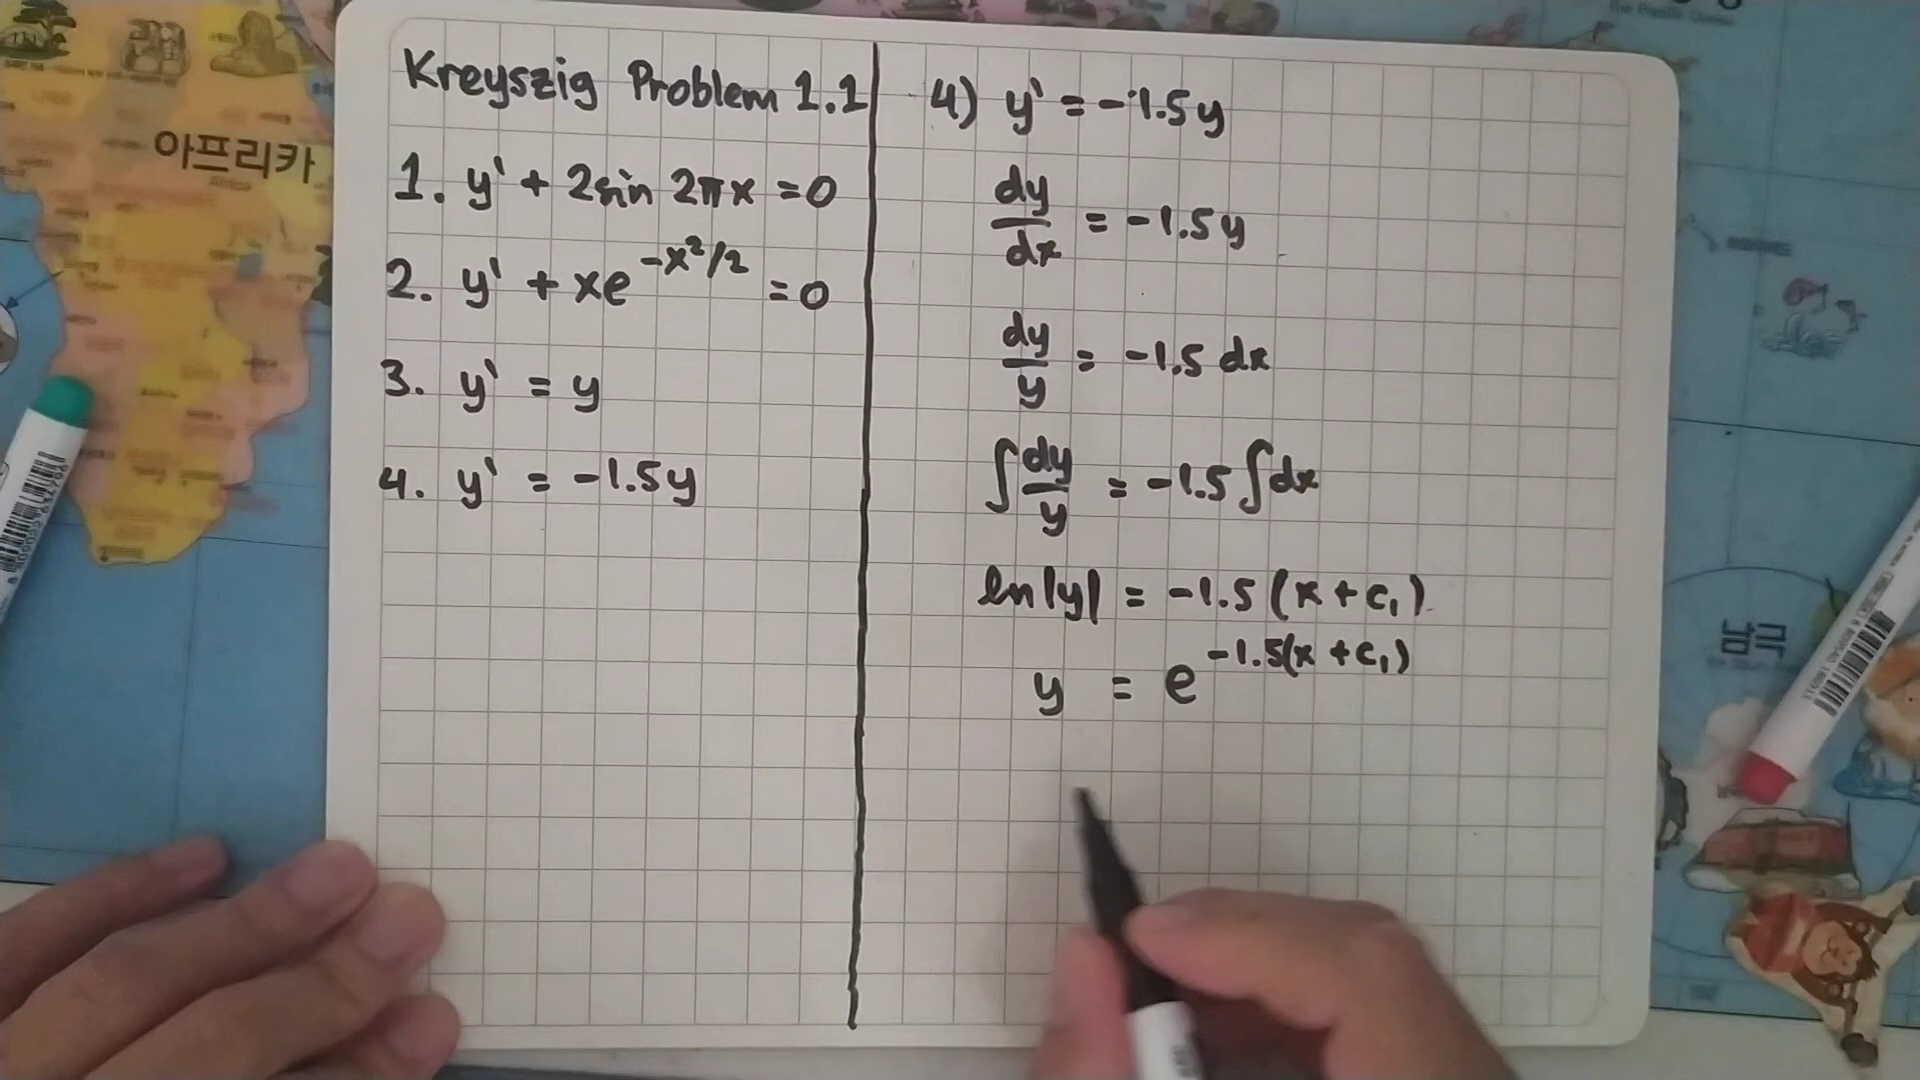 Kreyszig Problem 1.1
1. y' + 2sin 2πx = 0
2. y' + xe^{-x²/2} = 0
3. y' = y
4. y' = -1.5y
4) y' = -1.5y
dy/dx = -1.5y
dy/y = -1.5 dx
∫ dy/y = -1.5 ∫ dx
ln|y| = -1.5 (x + c₁)
y = e^{-1.5(x + c₁)}
아프리카
남극